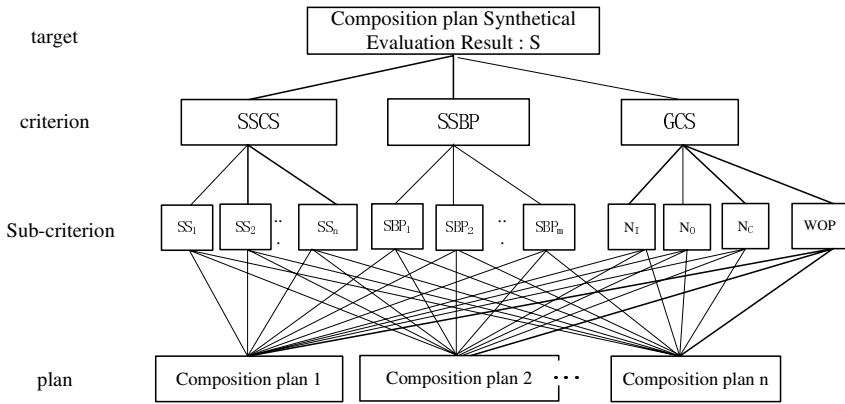 target
Composition plan Synthetical
Evaluation Result : S
criterion
SSCS
SSBP
GCS
Sub-criterion
SS1
SS2
...
SSn
SBP1
SBP2
...
SBPm
NI
NO
NC
WOP
plan
Composition plan 1
Composition plan 2
...
Composition plan n